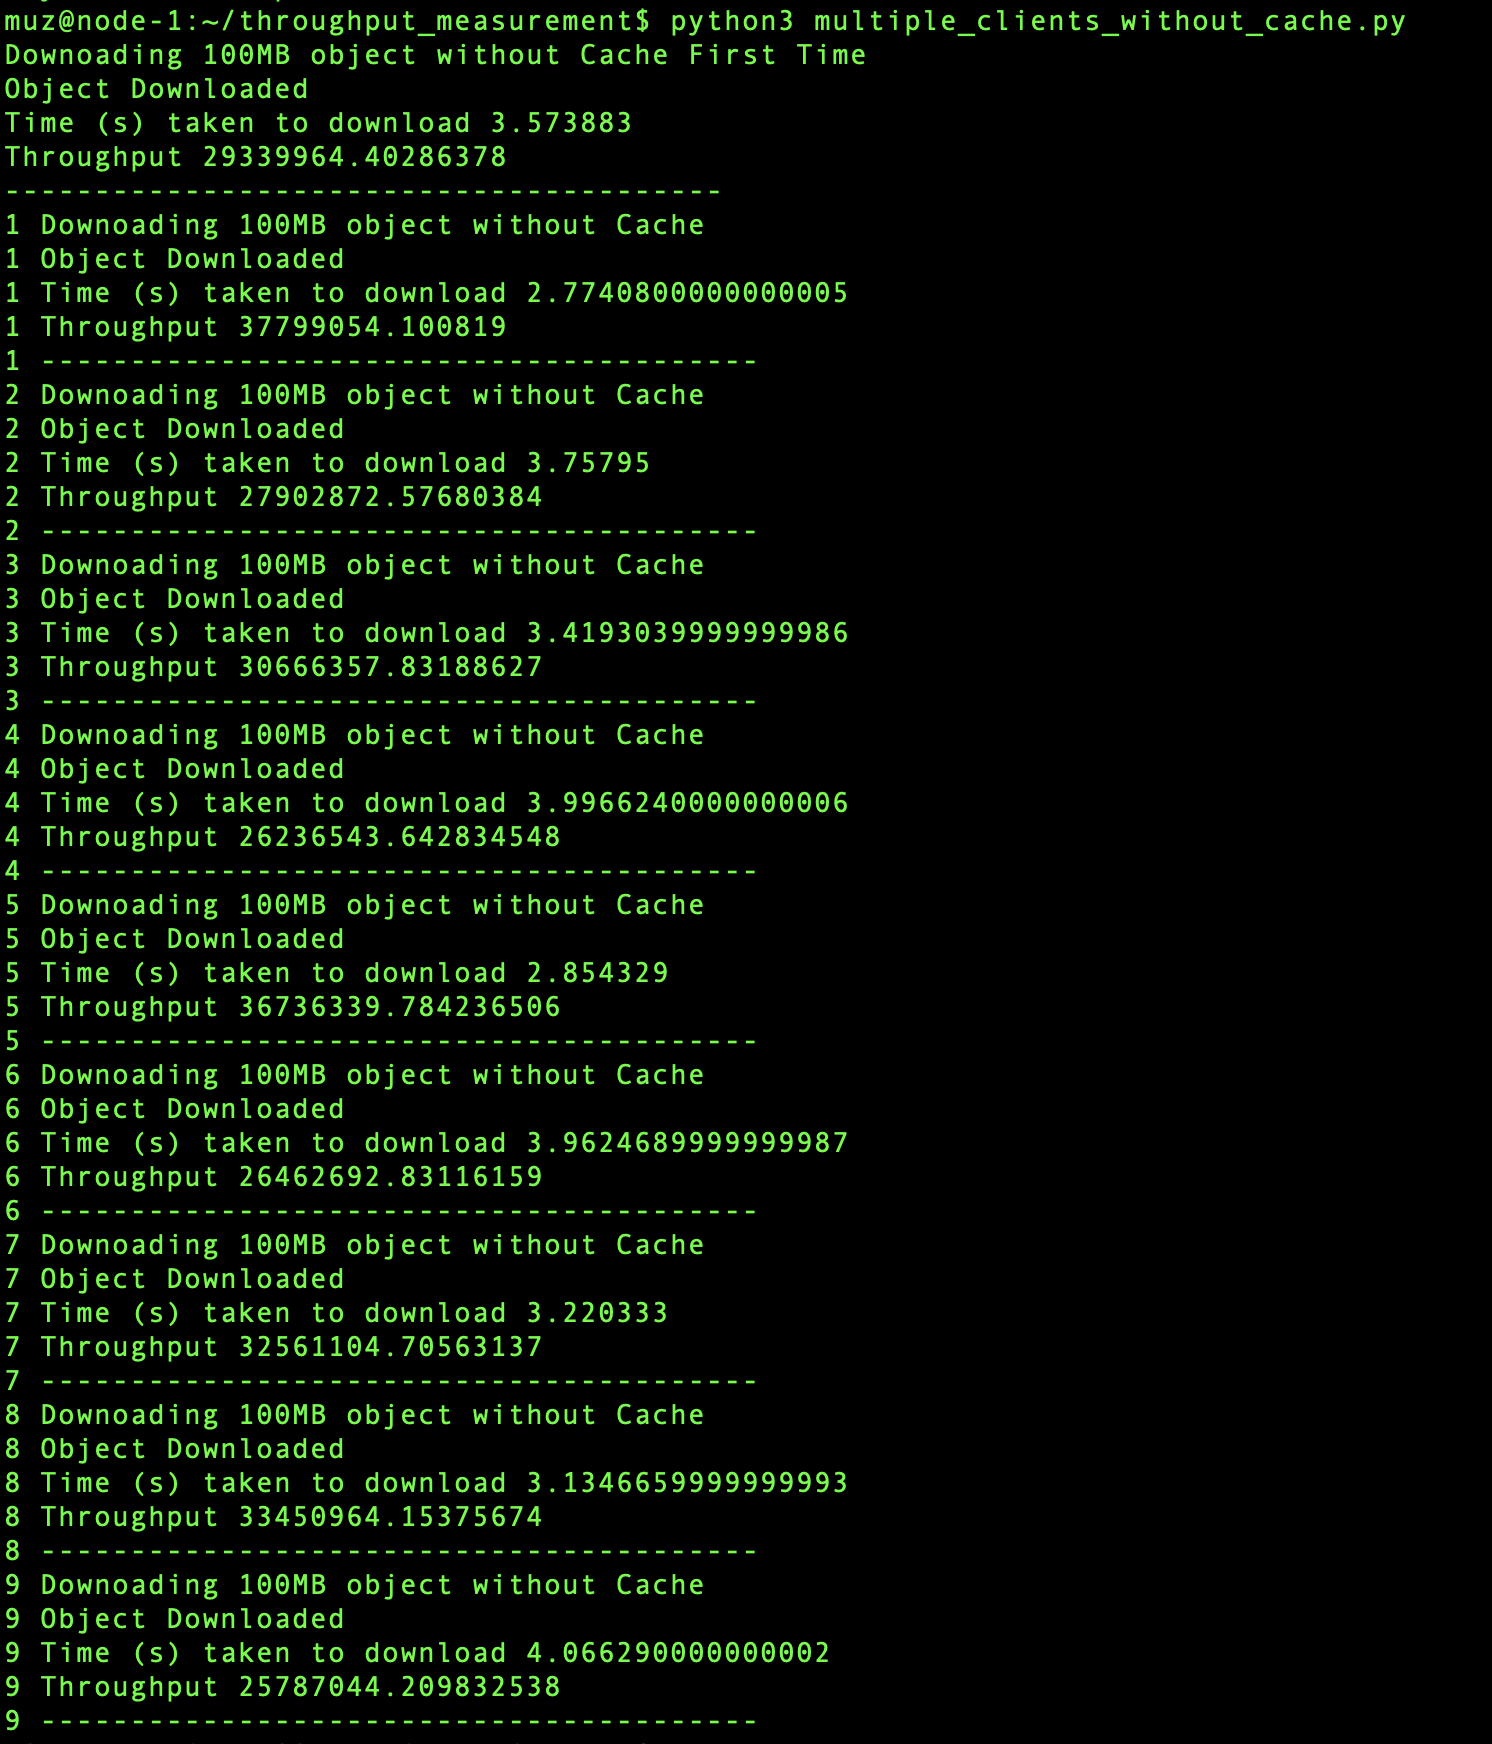 muz@node-1:~/throughput_measurement$ python3 multiple_clients_without_cache.py
Downoading 100MB object without Cache First Time
Object Downloaded
Time (s) taken to download 3.573883
Throughput 29339964.40286378
----------------------------------------
1 Downoading 100MB object without Cache
1 Object Downloaded
1 Time (s) taken to download 2.7740800000000005
1 Throughput 37799054.100819
1 ----------------------------------------
2 Downoading 100MB object without Cache
2 Object Downloaded
2 Time (s) taken to download 3.75795
2 Throughput 27902872.57680384
2 ----------------------------------------
3 Downoading 100MB object without Cache
3 Object Downloaded
3 Time (s) taken to download 3.4193039999999986
3 Throughput 30666357.83188627
3 ----------------------------------------
4 Downoading 100MB object without Cache
4 Object Downloaded
4 Time (s) taken to download 3.9966240000000006
4 Throughput 26236543.642834548
4 ----------------------------------------
5 Downoading 100MB object without Cache
5 Object Downloaded
5 Time (s) taken to download 2.854329
5 Throughput 36736339.784236506
5 ----------------------------------------
6 Downoading 100MB object without Cache
6 Object Downloaded
6 Time (s) taken to download 3.9624689999999987
6 Throughput 26462692.83116159
6 ----------------------------------------
7 Downoading 100MB object without Cache
7 Object Downloaded
7 Time (s) taken to download 3.220333
7 Throughput 32561104.70563137
7 ----------------------------------------
8 Downoading 100MB object without Cache
8 Object Downloaded
8 Time (s) taken to download 3.1346659999999993
8 Throughput 33450964.15375674
8 ----------------------------------------
9 Downoading 100MB object without Cache
9 Object Downloaded
9 Time (s) taken to download 4.066290000000002
9 Throughput 25787044.209832538
9 ----------------------------------------